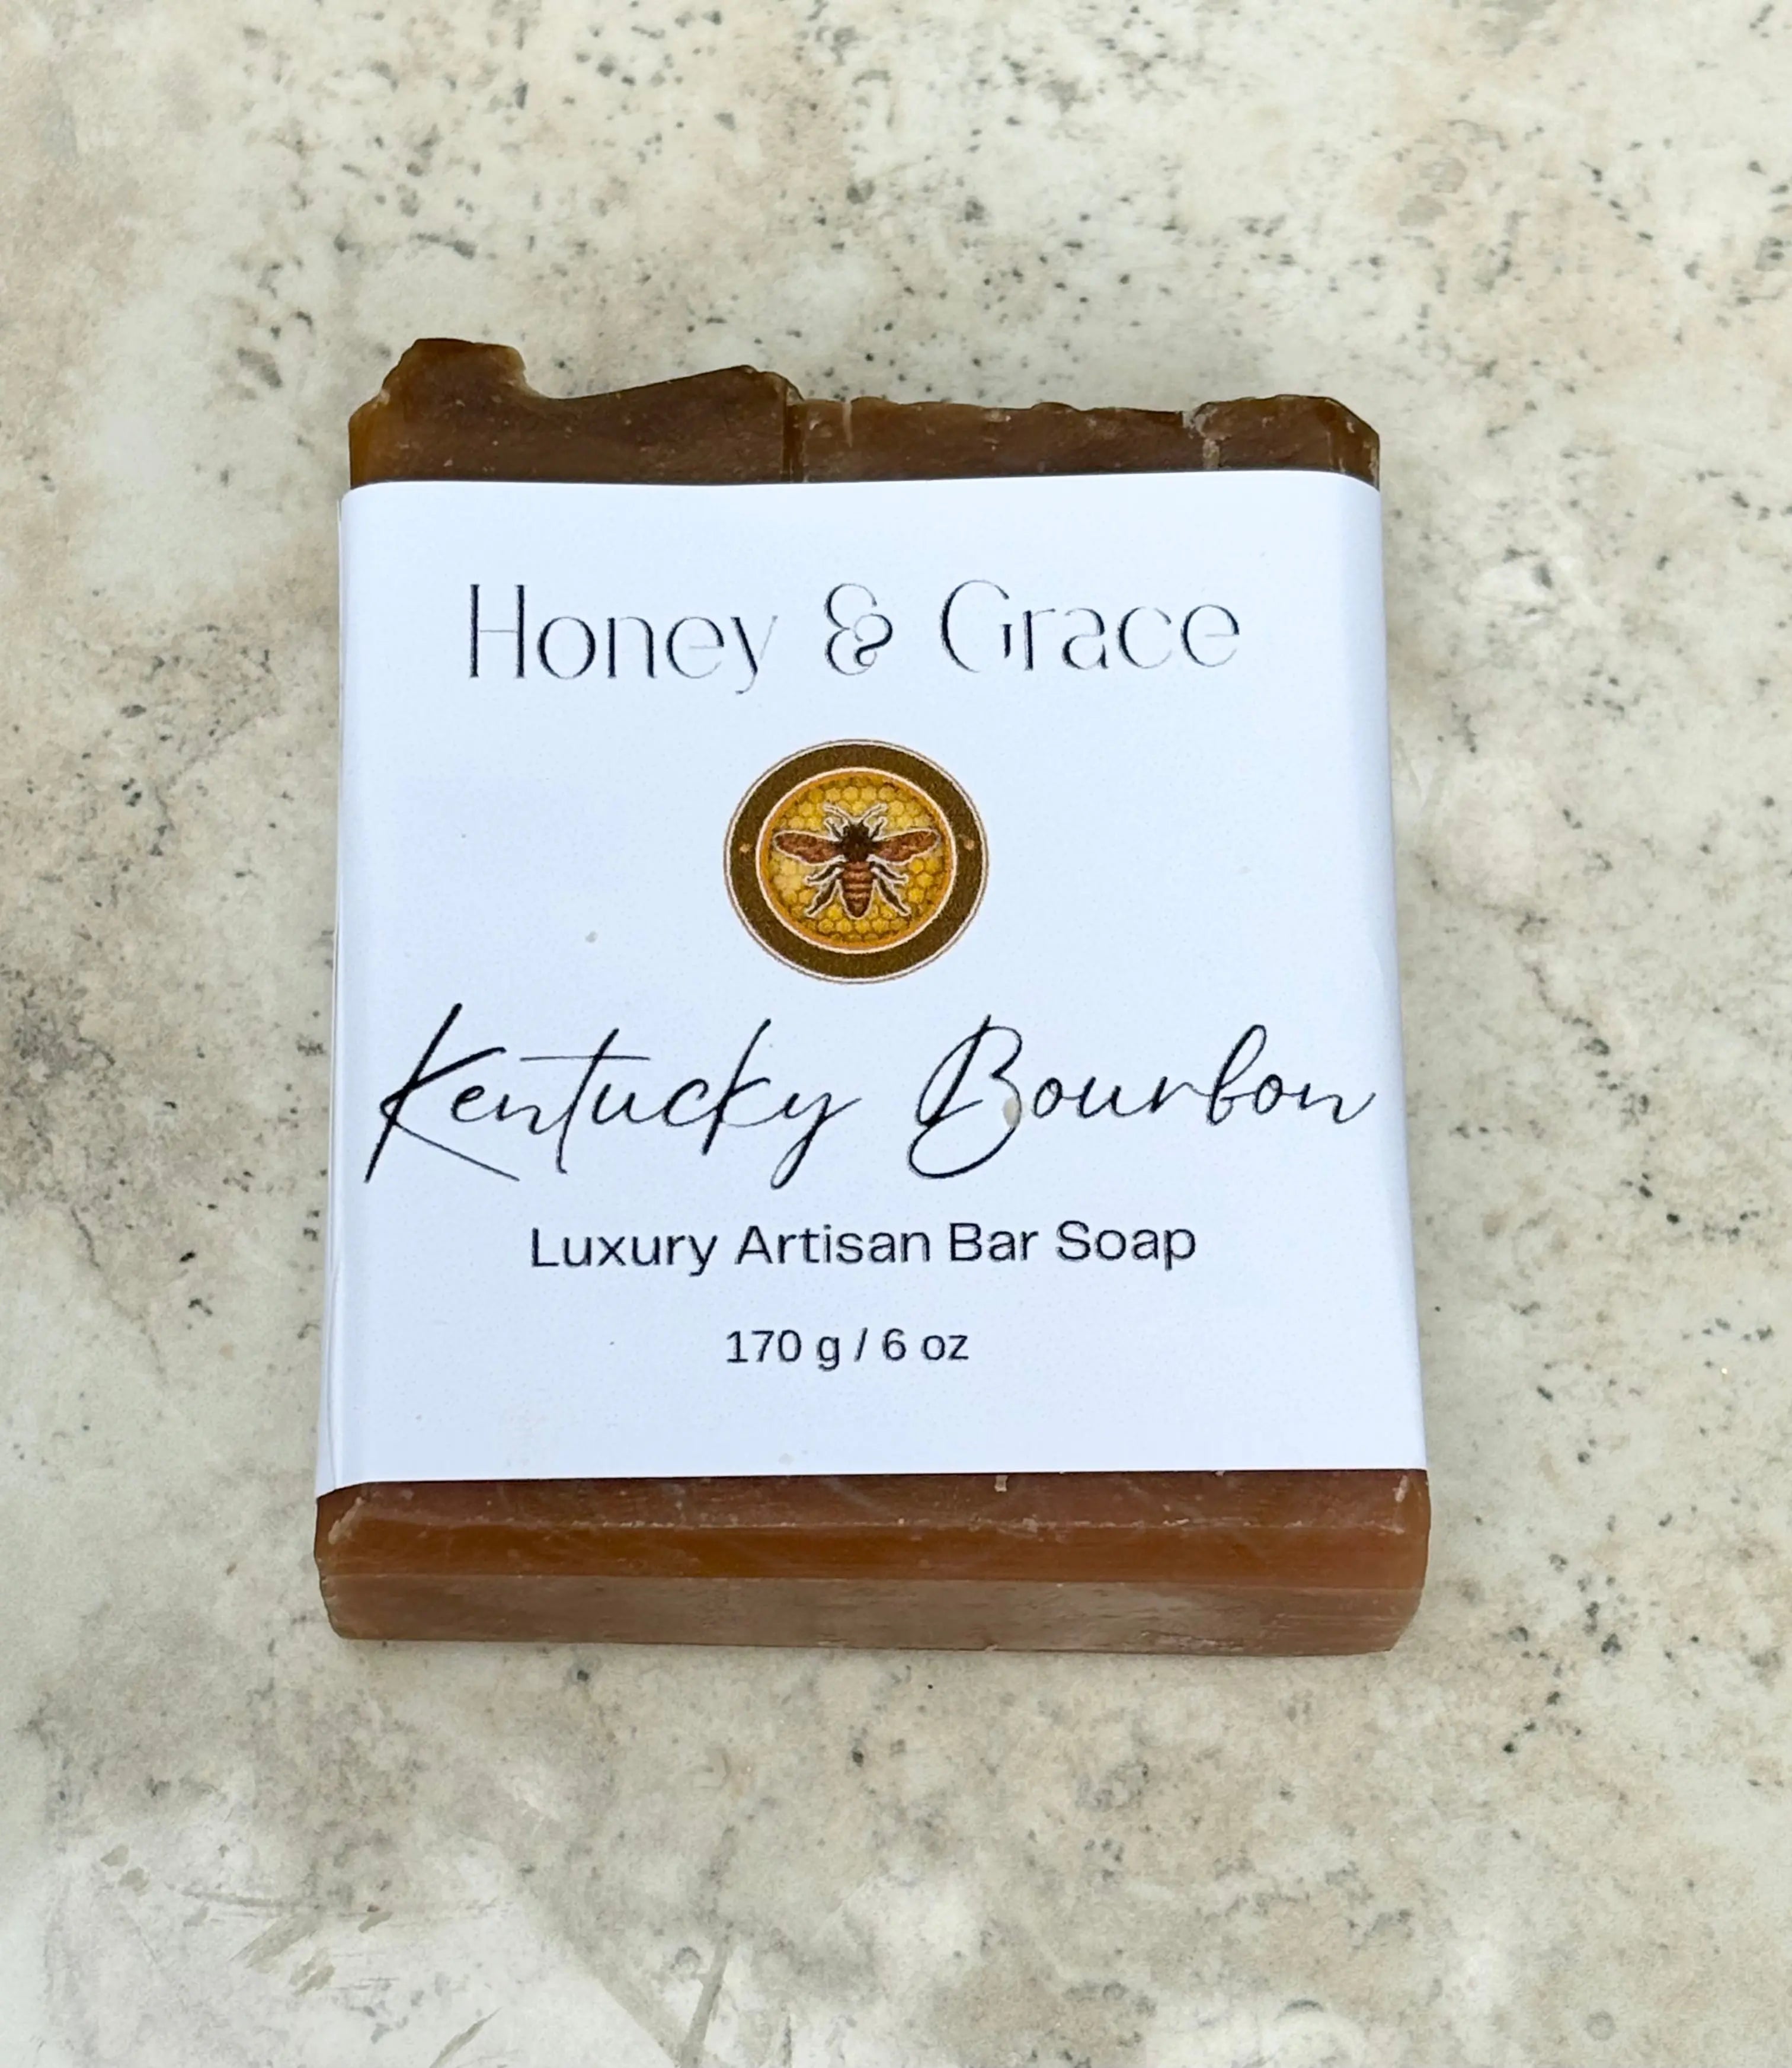 Honey & Grace
Kentucky Bourbon
Luxury Artisan Bar Soap
170 g / 6 oz